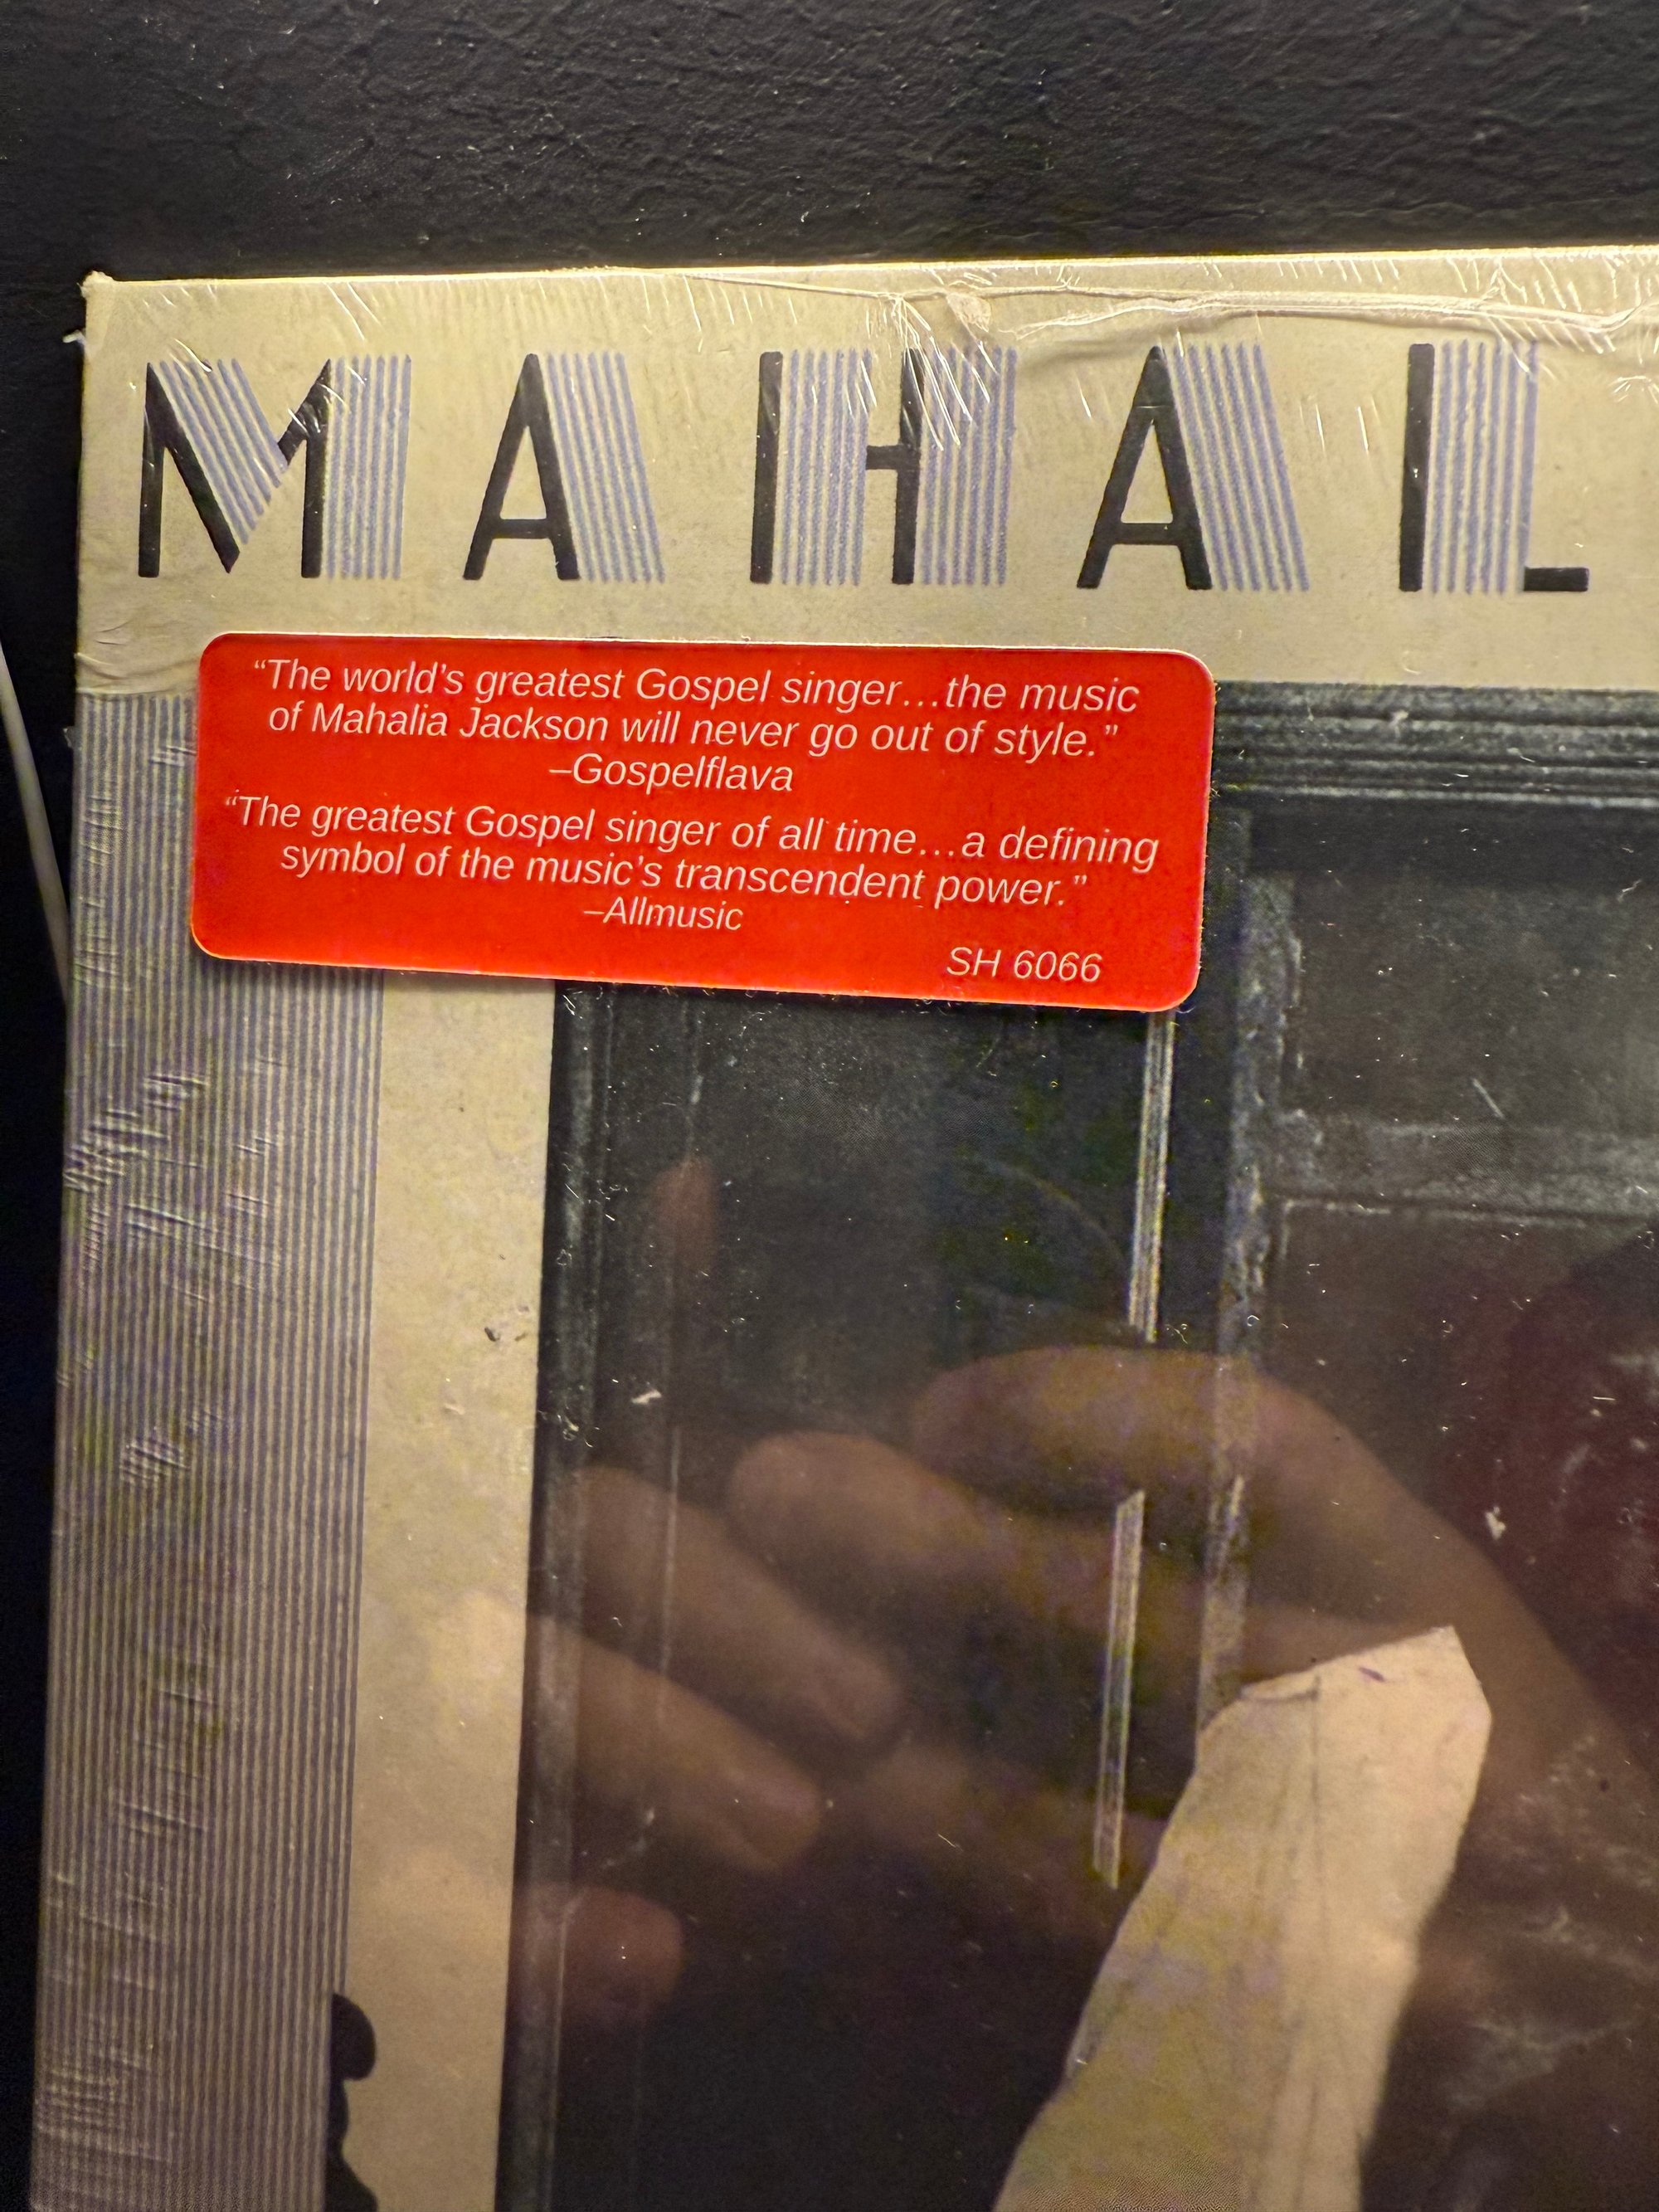 MAHAL
“The world’s greatest Gospel singer…the music
of Mahalia Jackson will never go out of style.”
–Gospelflava
“The greatest Gospel singer of all time…a defining
symbol of the music’s transcendent power.”
–Allmusic
SH 6066